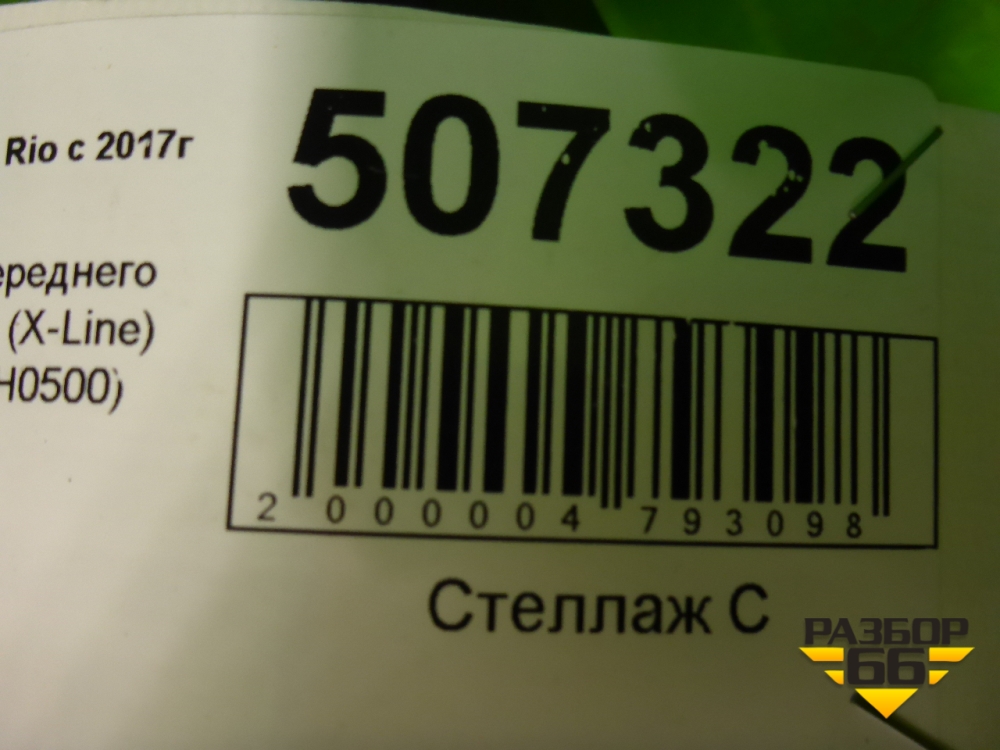 507322
Rio с 2017г
ереднего
(X-Line)
H0500)
2 000004 793098
Стеллаж С
РАЗБОР
66